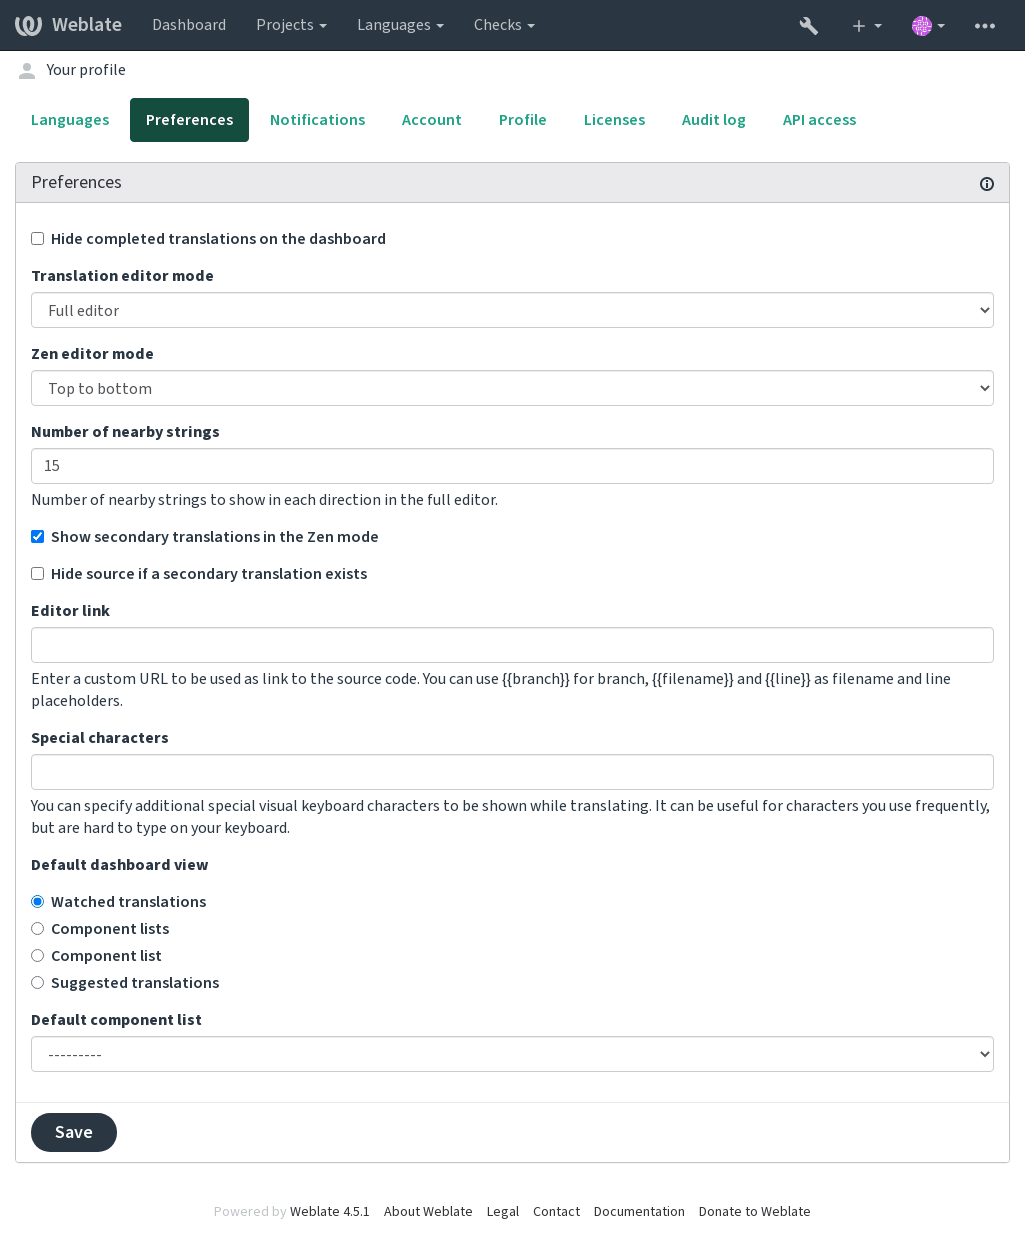 Weblate Dashboard Projects Languages Checks
Your profile
Languages Preferences Notifications Account Profile Licenses Audit log API access
Preferences
Hide completed translations on the dashboard
Translation editor mode
Full editor
Zen editor mode
Top to bottom
Number of nearby strings
15
Number of nearby strings to show in each direction in the full editor.
Show secondary translations in the Zen mode
Hide source if a secondary translation exists
Editor link
Enter a custom URL to be used as link to the source code. You can use {{branch}} for branch, {{filename}} and {{line}} as filename and line
placeholders.
Special characters
You can specify additional special visual keyboard characters to be shown while translating. It can be useful for characters you use frequently,
but are hard to type on your keyboard.
Default dashboard view
Watched translations
Component lists
Component list
Suggested translations
Default component list
---------
Save
Powered by Weblate 4.5.1 About Weblate Legal Contact Documentation Donate to Weblate